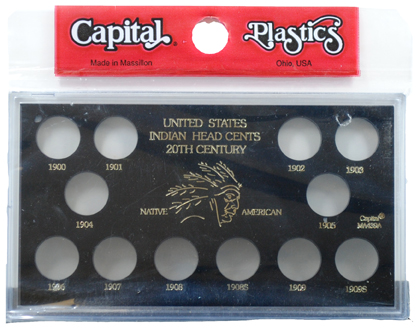 Capital Plastics
Made in Massillon Ohio, USA
UNITED STATES
INDIAN HEAD CENTS
20TH CENTURY
1900 1901 1902 1903
1904 NATIVE AMERICAN 1905 Capital
1906 1907 1908 1908S 1909 1909S